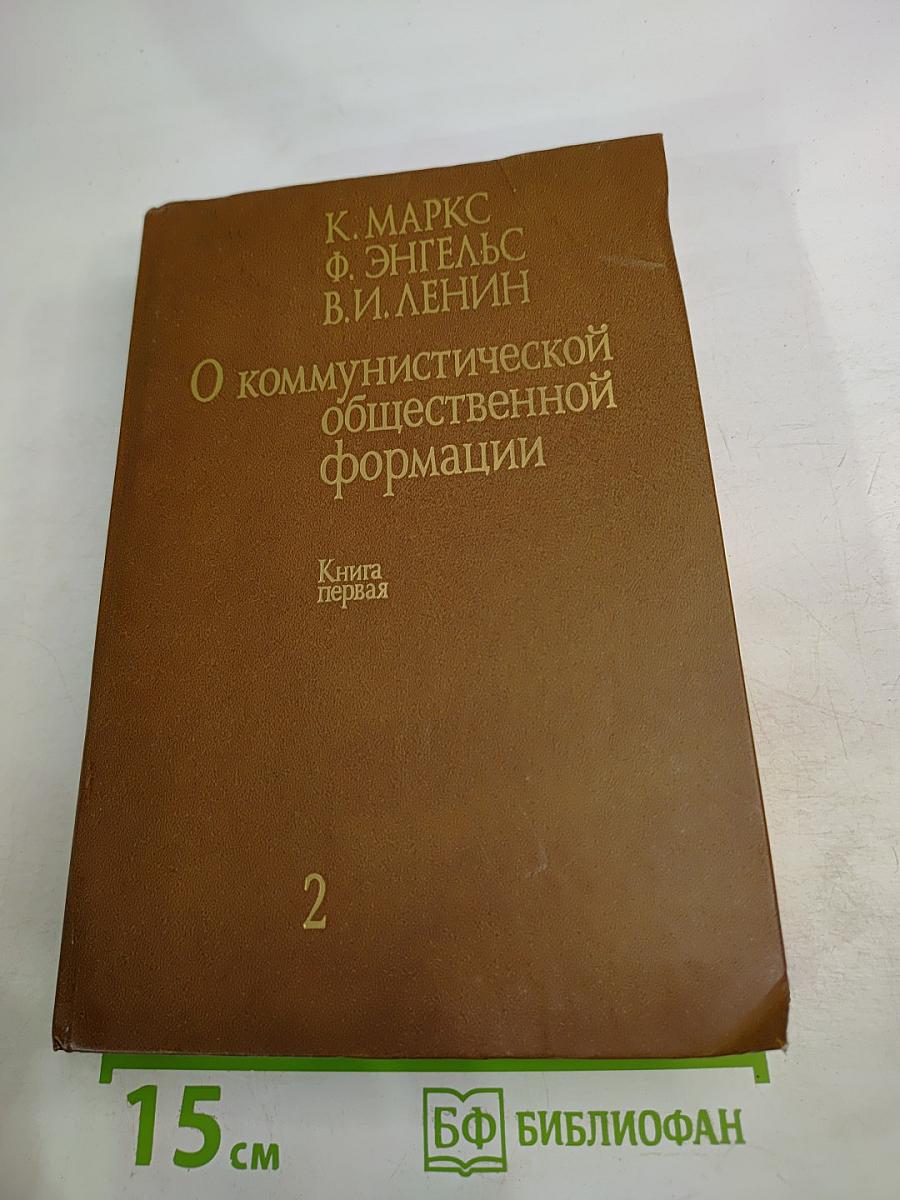 К. МАРКС
Ф. ЭНГЕЛЬС
В. И. ЛЕНИН
О коммунистической
общественной
формации
Книга
первая
2
15 см
БФ БИБЛИОФАН